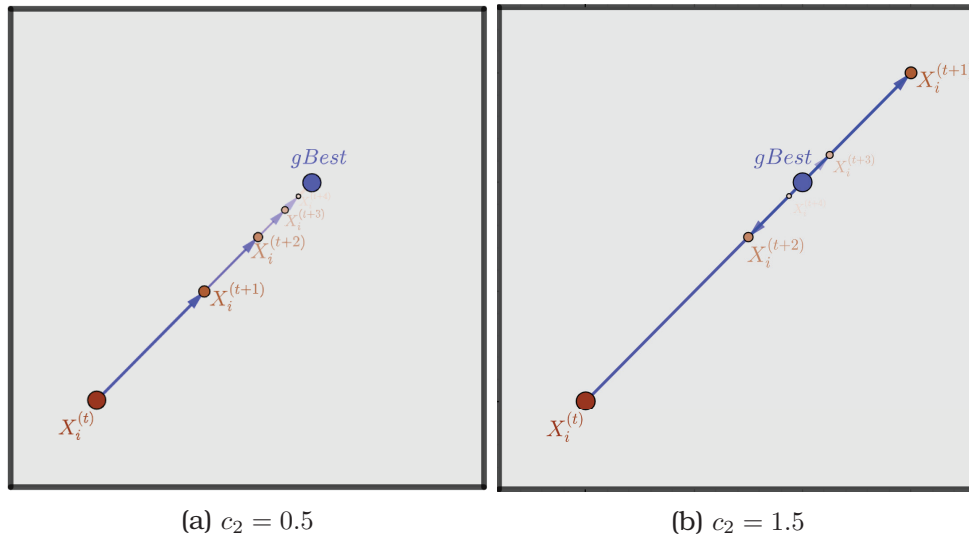 gBest
X_i^{(t+3)}
X_i^{(t+2)}
X_i^{(t+1)}
X_i^{(t)}
(a) c_2 = 0.5
X_i^{(t+1
gBest
X_i^{(t+3)}
X_i^{(t+2)}
X_i^{(t)}
(b) c_2 = 1.5